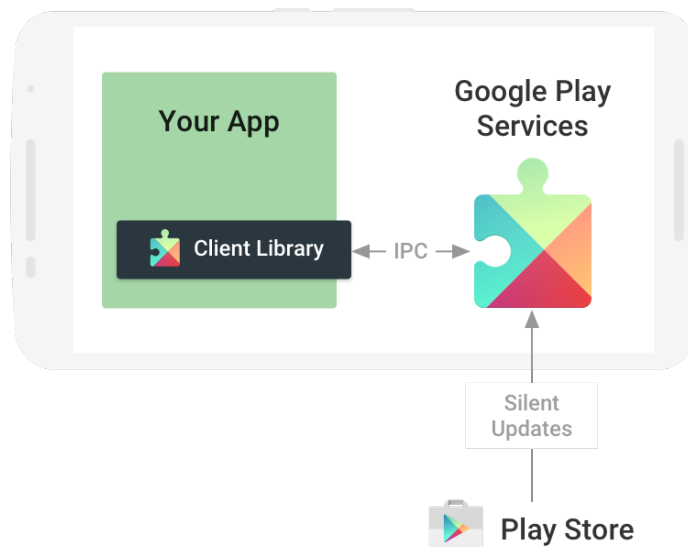 Your App
Google Play
Services
Client Library
IPC
Silent
Updates
Play Store